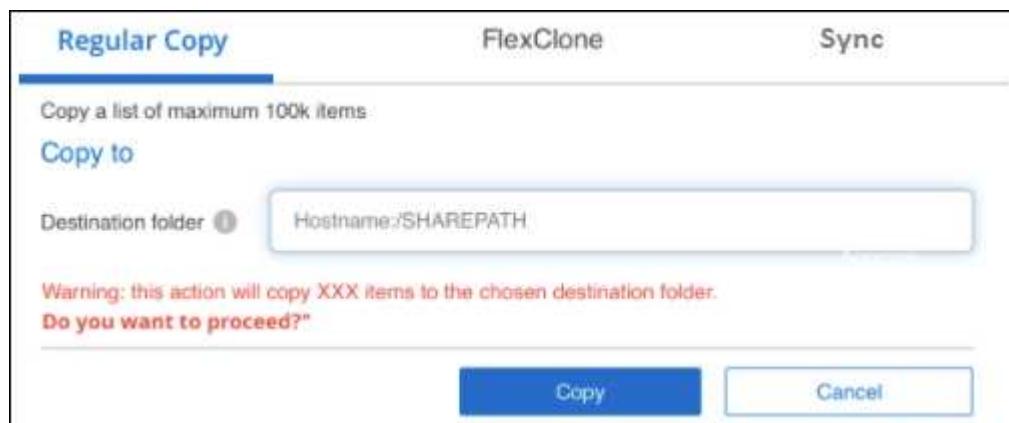 Regular Copy FlexClone Sync
Copy a list of maximum 100k items
Copy to
Destination folder Hostname:/SHAREPATH
Warning: this action will copy XXX items to the chosen destination folder.
Do you want to proceed?"
Copy Cancel